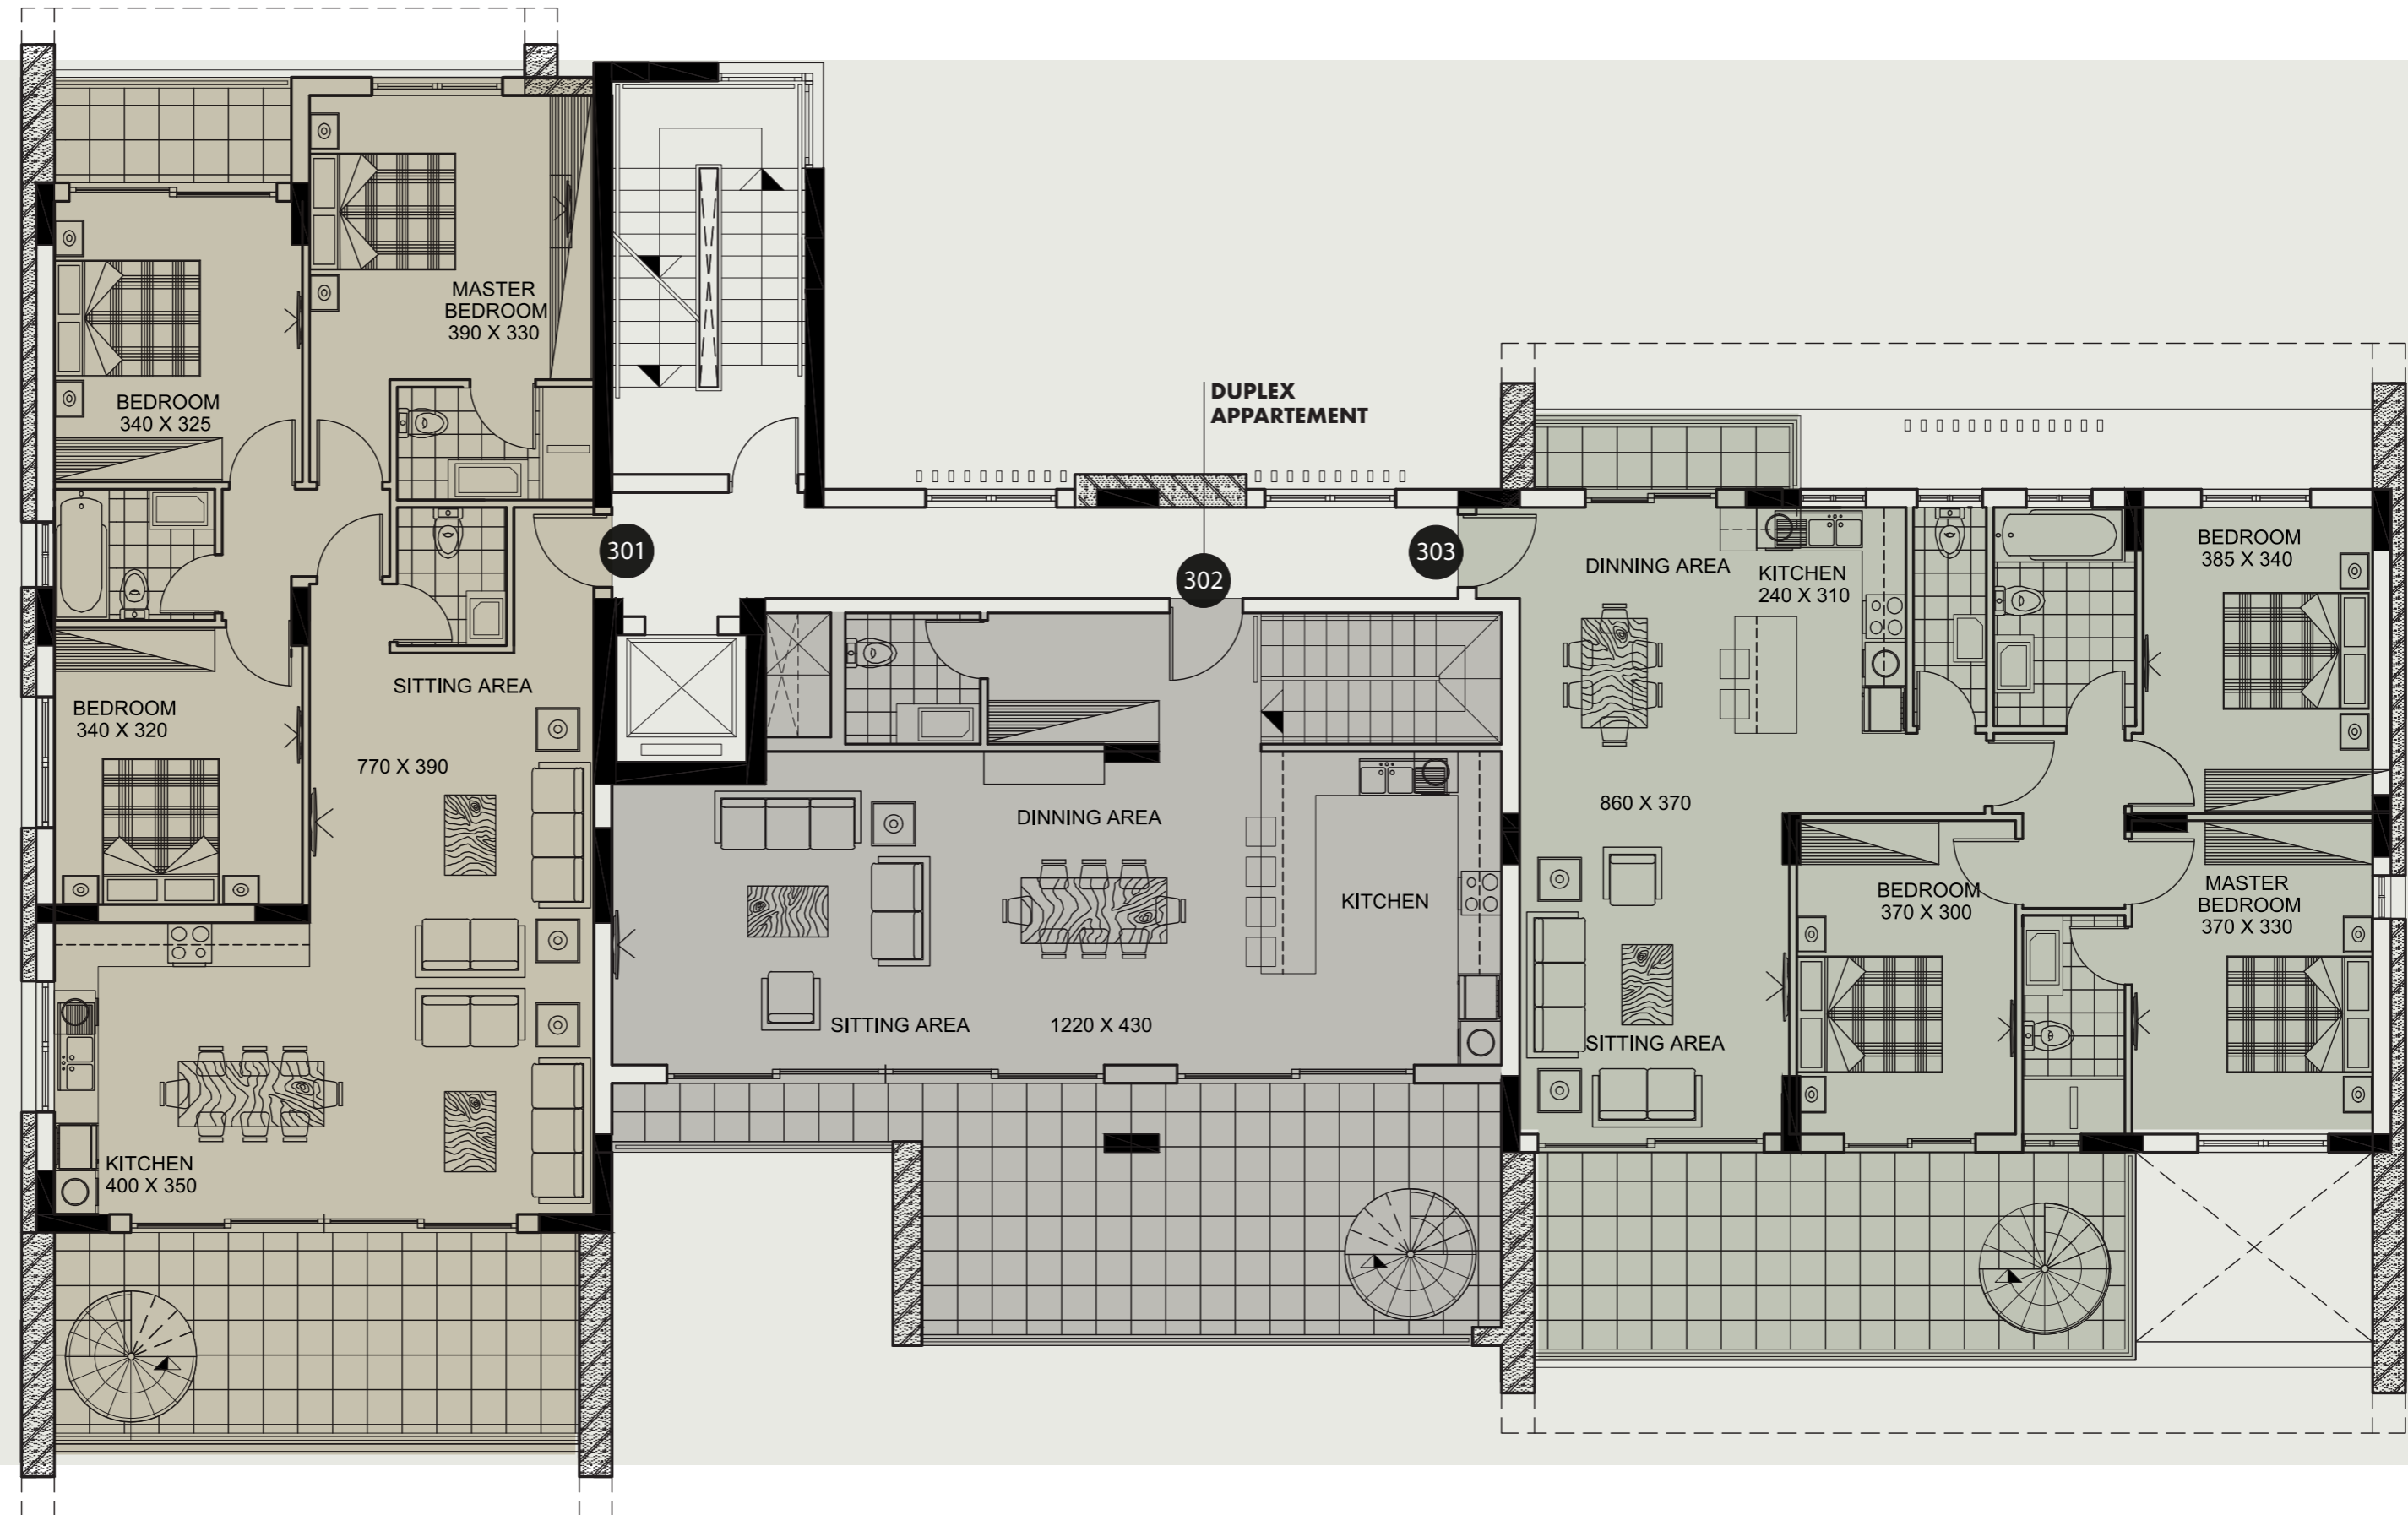 MASTER
BEDROOM
390 X 330
BEDROOM
340 X 325
BEDROOM
340 X 320
SITTING AREA
770 X 390
KITCHEN
400 X 350
301
DUPLEX
APPARTEMENT
302
303
DINNING AREA
KITCHEN
SITTING AREA
1220 X 430
DINNING AREA
KITCHEN
240 X 310
BEDROOM
385 X 340
860 X 370
BEDROOM
370 X 300
MASTER
BEDROOM
370 X 330
SITTING AREA